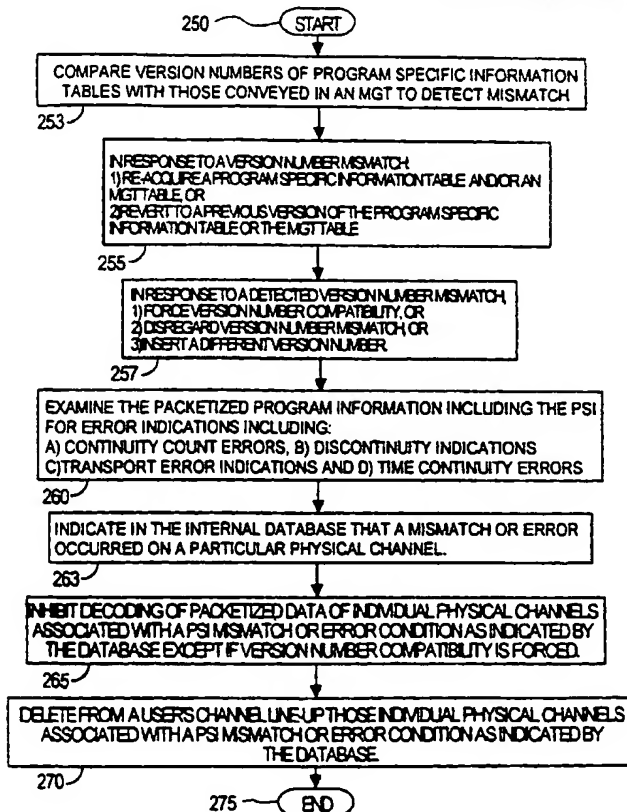 250 START
COMPARE VERSION NUMBERS OF PROGRAM SPECIFIC INFORMATION
TABLES WITH THOSE CONVEYED IN AN MGT TO DETECT MISMATCH
253
IN RESPONSE TO A VERSION NUMBER MISMATCH:
1) RE-ACQUIRE A PROGRAM SPECIFIC INFORMATION TABLE AND/OR AN
MGT TABLE, OR
2)REVERT TO A PREVIOUS VERSION OF THE PROGRAM SPECIFIC
INFORMATION TABLE OR THE MGT TABLE
255
IN RESPONSE TO A DETECTED VERSION NUMBER MISMATCH,
1) FORCE VERSION NUMBER COMPATIBILITY, OR
2) DISREGARD VERSION NUMBER MISMATCH, OR
3)INSERT A DIFFERENT VERSION NUMBER.
257
EXAMINE THE PACKETIZED PROGRAM INFORMATION INCLUDING THE PSI
FOR ERROR INDICATIONS INCLUDING:
A) CONTINUITY COUNT ERRORS, B) DISCONTINUITY INDICATIONS
C)TRANSPORT ERROR INDICATIONS AND D) TIME CONTINUITY ERRORS
260
INDICATE IN THE INTERNAL DATABASE THAT A MISMATCH OR ERROR
OCCURRED ON A PARTICULAR PHYSICAL CHANNEL.
263
INHIBIT DECODING OF PACKETIZED DATA OF INDIVIDUAL PHYSICAL CHANNELS
ASSOCIATED WITH A PSI MISMATCH OR ERROR CONDITION AS INDICATED BY
THE DATABASE EXCEPT IF VERSION NUMBER COMPATIBILITY IS FORCED.
265
DELETE FROM A USERS CHANNEL LINE-UP THOSE INDIVIDUAL PHYSICAL CHANNELS
ASSOCIATED WITH A PSI MISMATCH OR ERROR CONDITION AS INDICATED BY
THE DATABASE.
270
275 END